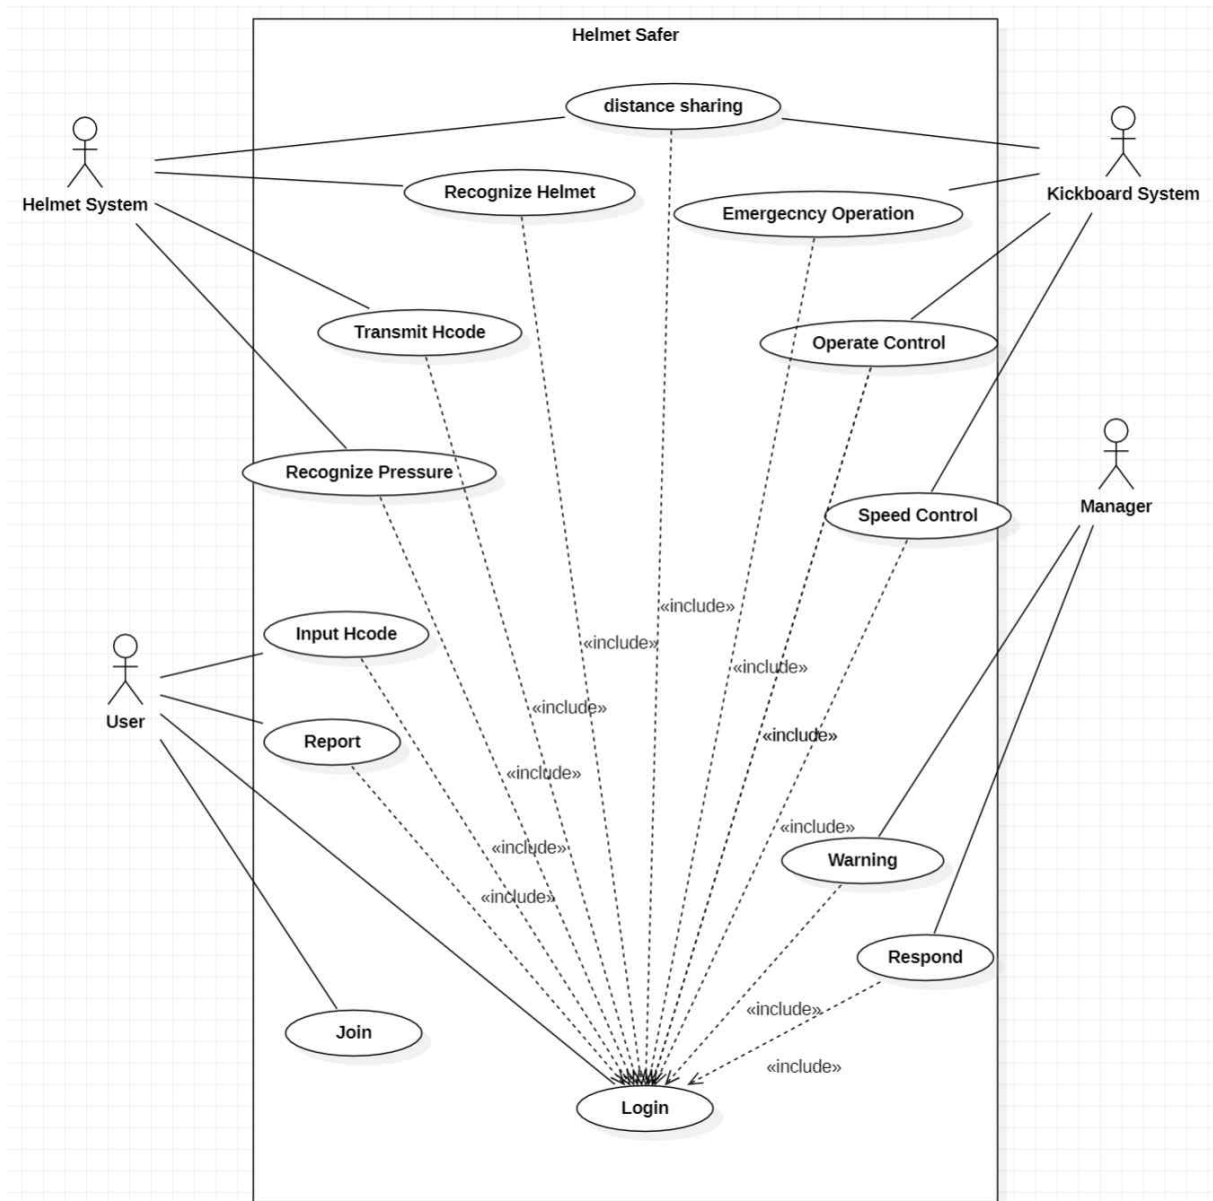 Helmet Safer
distance sharing
Helmet System
Recognize Helmet
Kickboard System
Emergecncy Operation
Transmit Hcode
Operate Control
Recognize Pressure
Manager
Speed Control
«include»
Input Hcode
«include»
«include»
User
«include»
Report
«include»
«include»
«include»
«include»
Warning
«include»
Respond
«include»
Join
«include»
Login